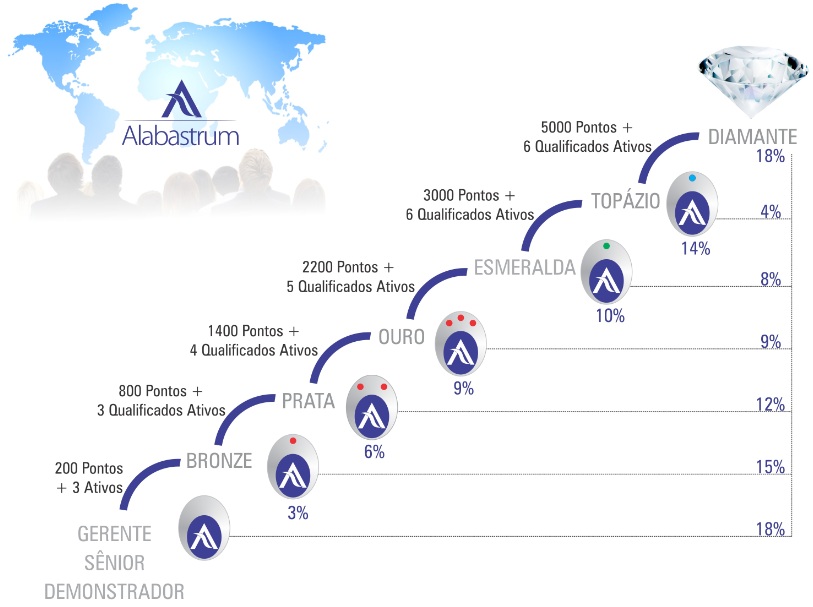 Alabastrum
5000 Pontos +
6 Qualificados Ativos
DIAMANTE
18%
3000 Pontos +
6 Qualificados Ativos
TOPÁZIO
4%
14%
2200 Pontos +
5 Qualificados Ativos
ESMERALDA
8%
10%
1400 Pontos +
4 Qualificados Ativos
OURO
9%
9%
800 Pontos +
3 Qualificados Ativos
PRATA
12%
6%
200 Pontos
+ 3 Ativos
BRONZE
15%
3%
GERENTE
SÊNIOR
DEMONSTRADOR
18%